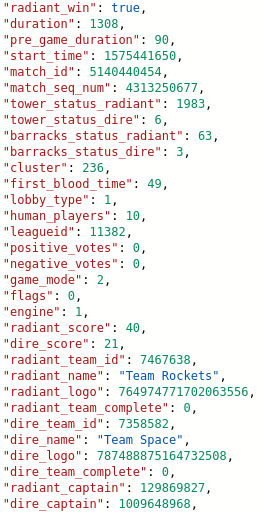 "radiant_win": true,
"duration": 1308,
"pre_game_duration": 90,
"start_time": 1575441650,
"match_id": 5140440454,
"match_seq_num": 4313250677,
"tower_status_radiant": 1983,
"tower_status_dire": 6,
"barracks_status_radiant": 63,
"barracks_status_dire": 3,
"cluster": 236,
"first_blood_time": 49,
"lobby_type": 1,
"human_players": 10,
"leagueid": 11382,
"positive_votes": 0,
"negative_votes": 0,
"game_mode": 2,
"flags": 0,
"engine": 1,
"radiant_score": 40,
"dire_score": 21,
"radiant_team_id": 7467638,
"radiant_name": "Team Rockets",
"radiant_logo": 764974771702063556,
"radiant_team_complete": 0,
"dire_team_id": 7358582,
"dire_name": "Team Space",
"dire_logo": 787488875164732508,
"dire_team_complete": 0,
"radiant_captain": 129869827,
"dire_captain": 1009648968,